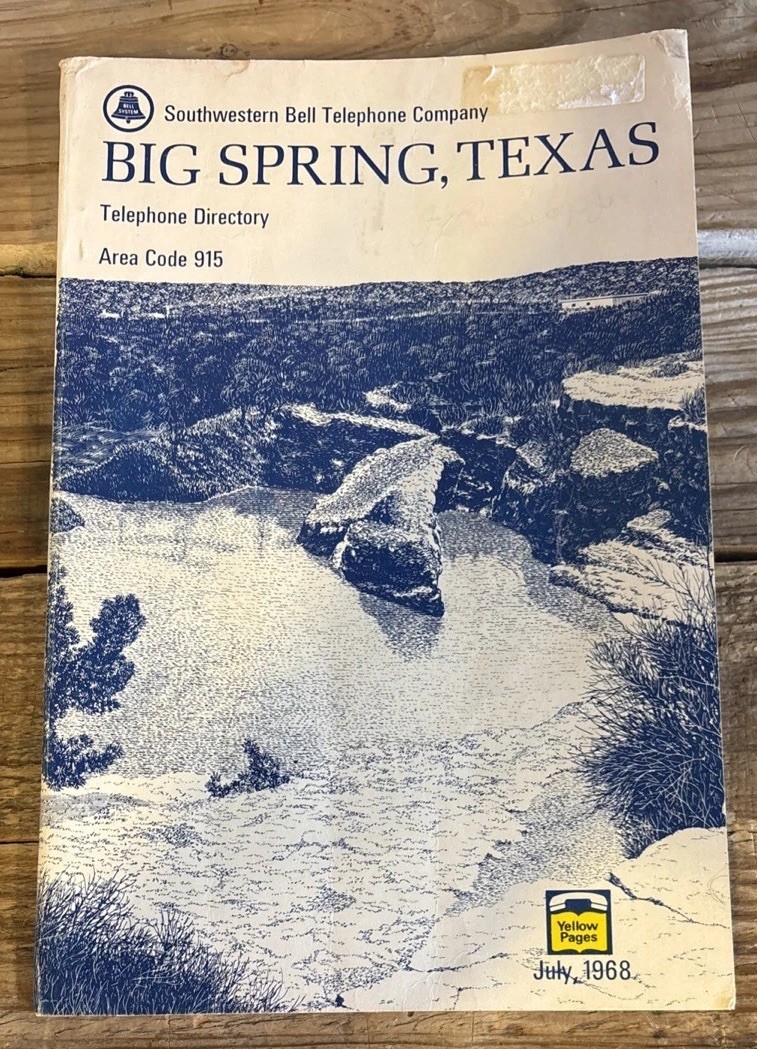 BELL
SYSTEM
Southwestern Bell Telephone Company
BIG SPRING, TEXAS
Telephone Directory
Area Code 915
Yellow
Pages
July, 1968